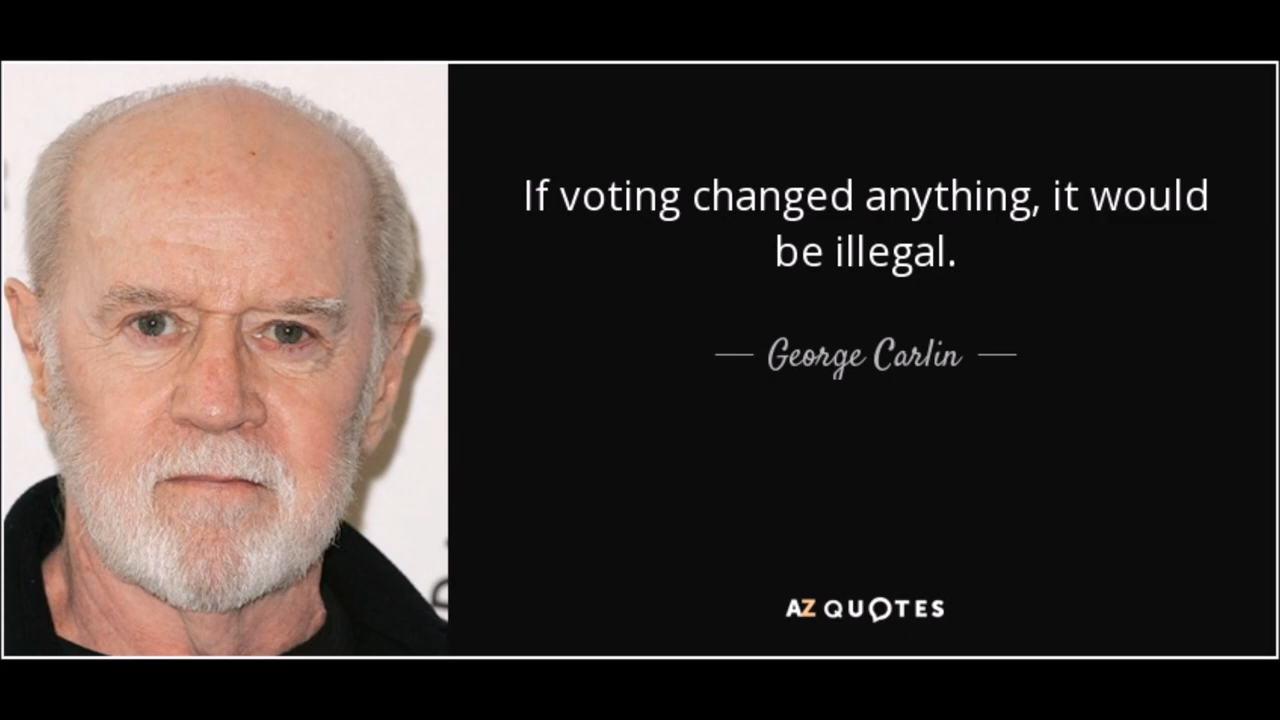 If voting changed anything, it would
be illegal.
George Carlin
AZ QUOTES